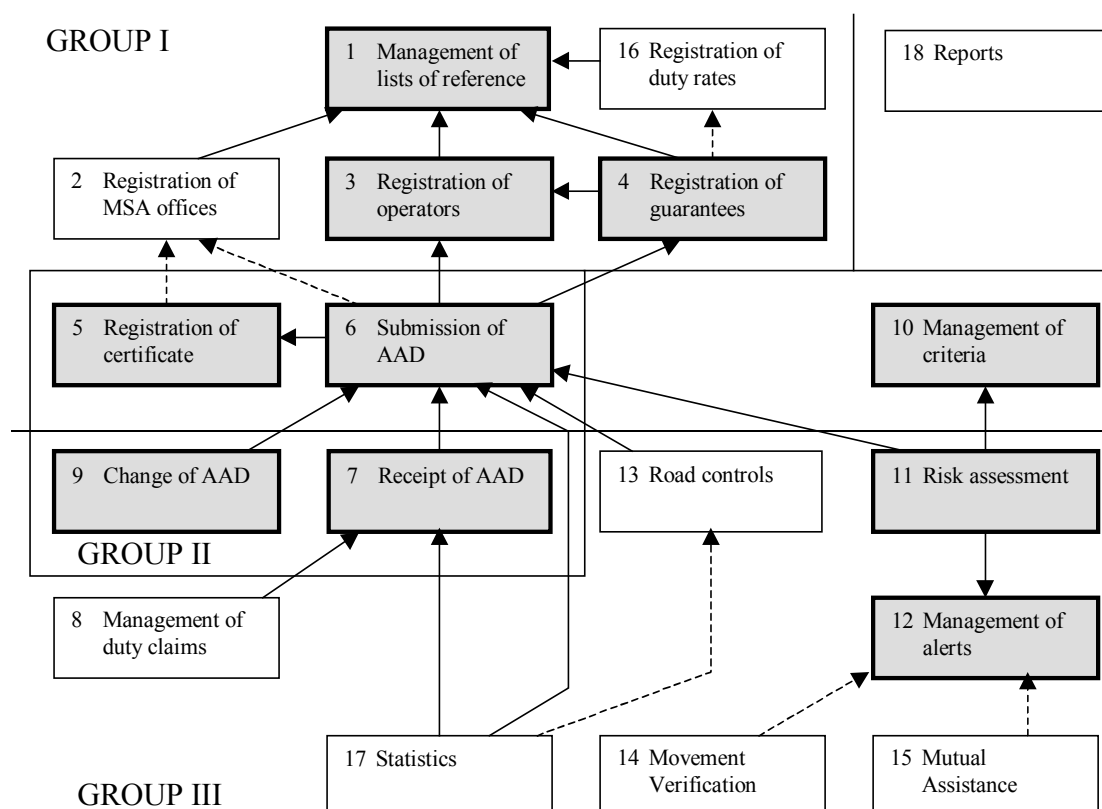 GROUP I
1 Management of
lists of reference
16 Registration of
duty rates
18 Reports
2 Registration of
MSA offices
3 Registration of
operators
4 Registration of
guarantees
5 Registration of
certificate
6 Submission of
AAD
10 Management of
criteria
9 Change of AAD
7 Receipt of AAD
13 Road controls
11 Risk assessment
GROUP II
8 Management of
duty claims
12 Management of
alerts
17 Statistics
14 Movement
Verification
15 Mutual
Assistance
GROUP III